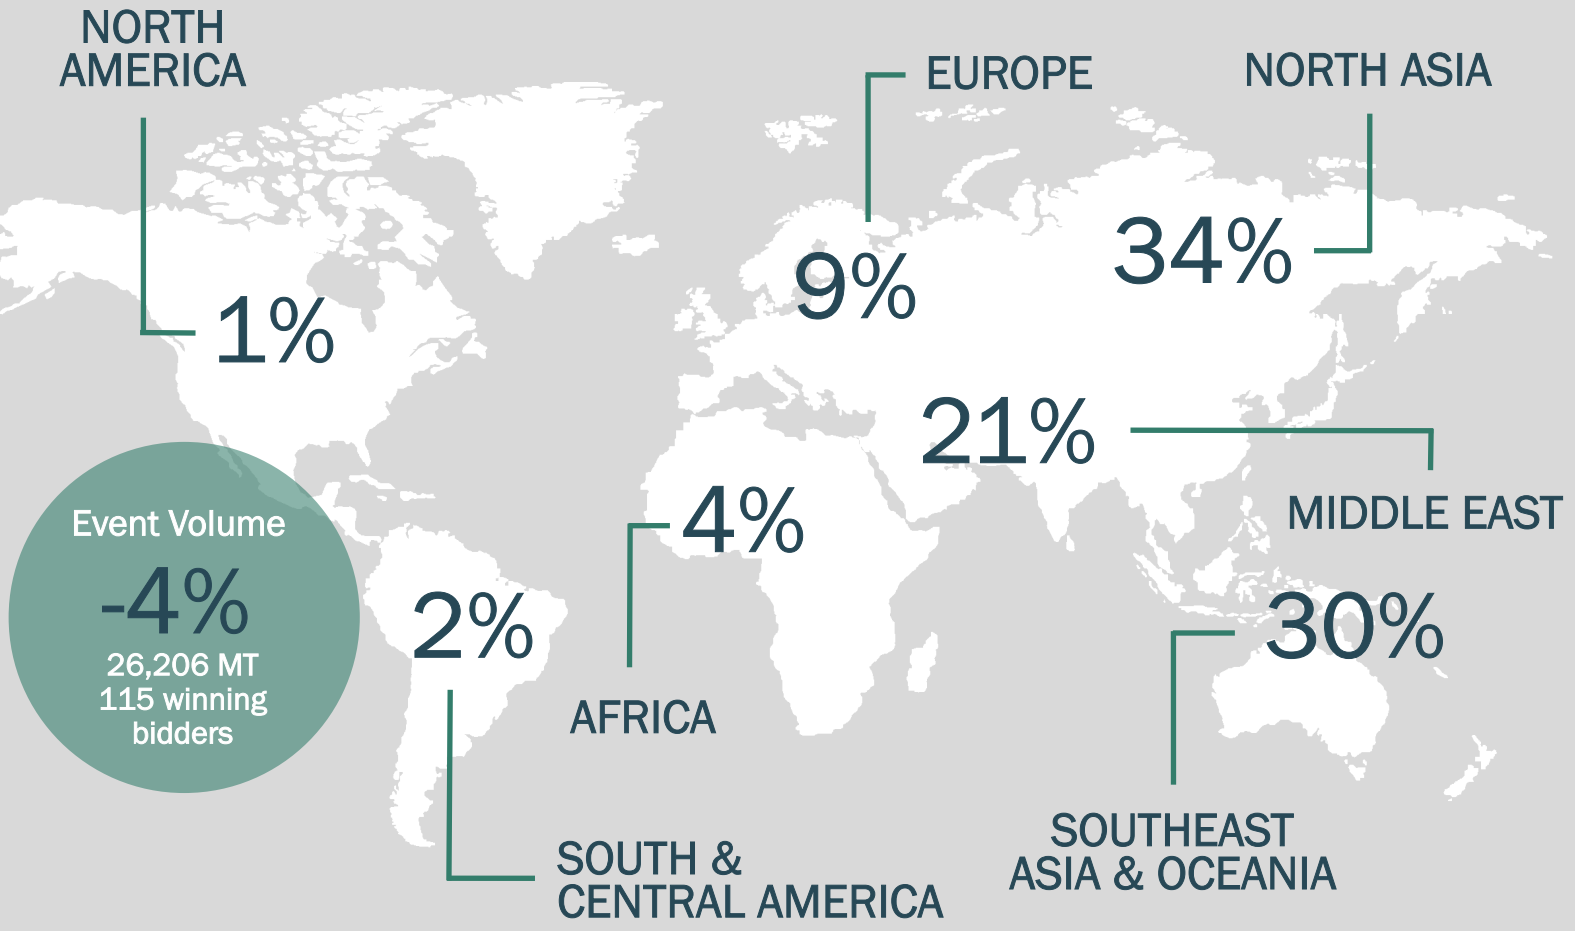 NORTH
AMERICA
1%
EUROPE
9%
NORTH ASIA
34%
21%
MIDDLE EAST
4%
AFRICA
Event Volume
-4%
26,206 MT
115 winning
bidders
2%
SOUTH &
CENTRAL AMERICA
30%
SOUTHEAST
ASIA & OCEANIA